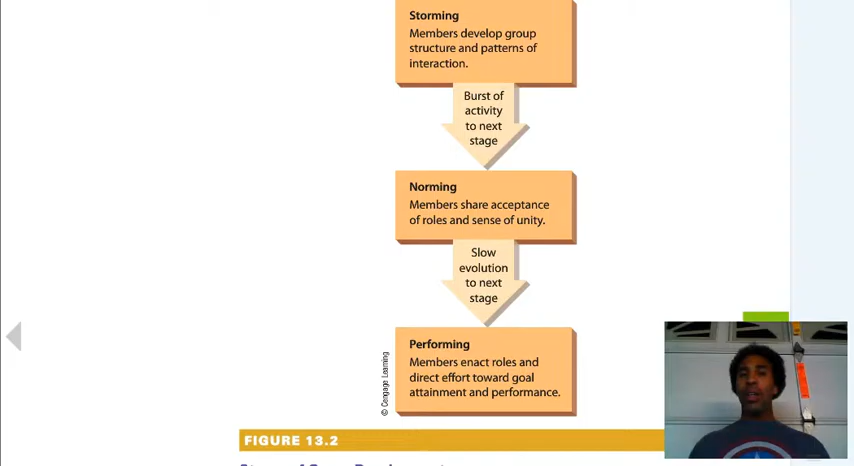 Storming
Members develop group
structure and patterns of
interaction.
Burst of
activity
to next
stage
Norming
Members share acceptance
of roles and sense of unity.
Slow
evolution
to next
stage
Performing
Members enact roles and
direct effort toward goal
attainment and performance.
© Cengage Learning
FIGURE 13.2